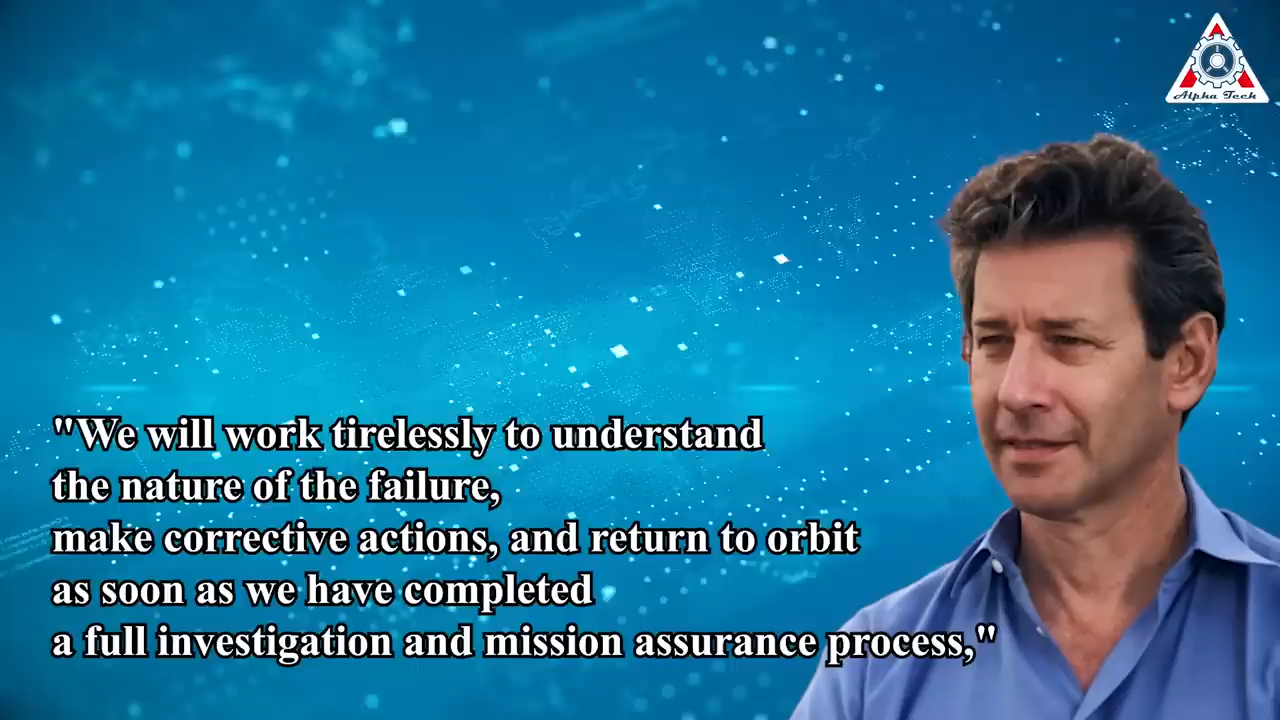 Alpha Tech
"We will work tirelessly to understand
the nature of the failure,
make corrective actions, and return to orbit
as soon as we have completed
a full investigation and mission assurance process,"